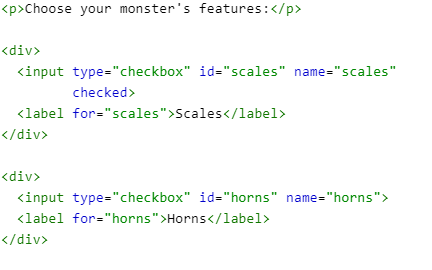 <p>Choose your monster's features:</p>
<div>
<input type="checkbox" id="scales" name="scales"
checked>
<label for="scales">Scales</label>
</div>
<div>
<input type="checkbox" id="horns" name="horns">
<label for="horns">Horns</label>
</div>